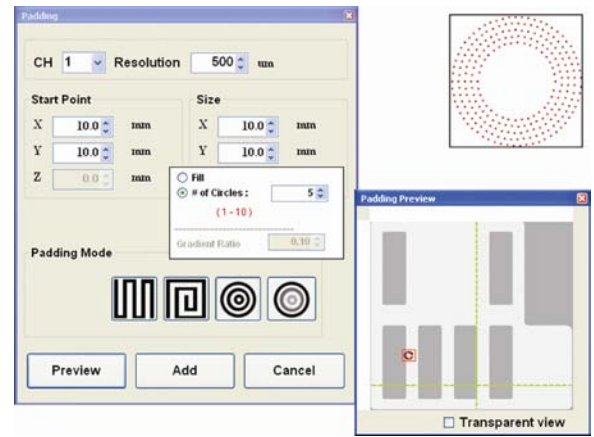 Padding
CH 1 Resolution 500 um
Start Point
X 10.0 mm
Y 10.0 mm
Z 0.0 mm
Size
X 10.0 mm
Y 10.0 mm
Fill
# of Circles : 5
(1-10)
Gradient Ratio 0.10
Padding Mode
Preview Add Cancel
Padding Preview
Transparent view